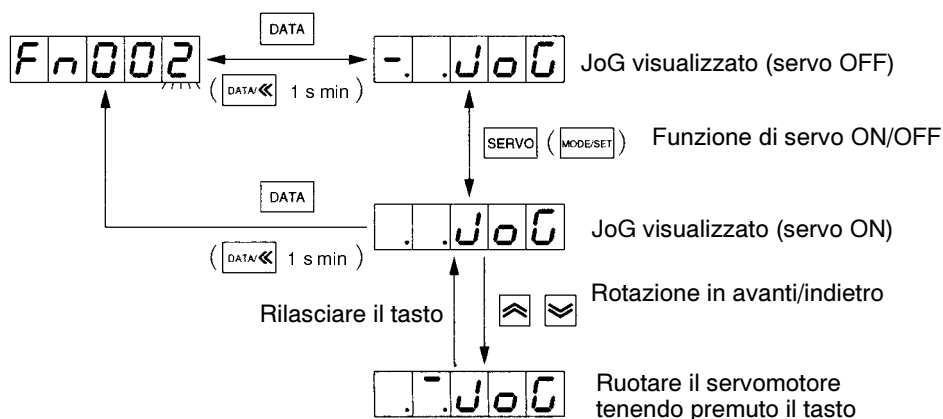 DATA
Fn002
-. .JoG
JoG visualizzato (servo OFF)
( DATA/≪ 1 s min )
SERVO ( MODE/SET )
Funzione di servo ON/OFF
DATA
. .JoG
JoG visualizzato (servo ON)
( DATA/≪ 1 s min )
Rilasciare il tasto
Rotazione in avanti/indietro
. ¯.JoG
Ruotare il servomotore
tenendo premuto il tasto